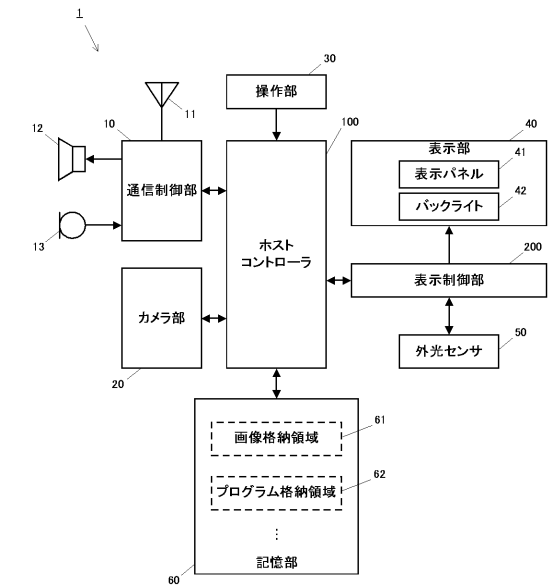 1
30
操作部
11
12
10
通信制御部
13
100
ホスト
コントローラ
40
表示部
41
表示パネル
42
バックライト
200
表示制御部
カメラ部
20
50
外光センサ
61
画像格納領域
62
プログラム格納領域
⋮
記憶部
60